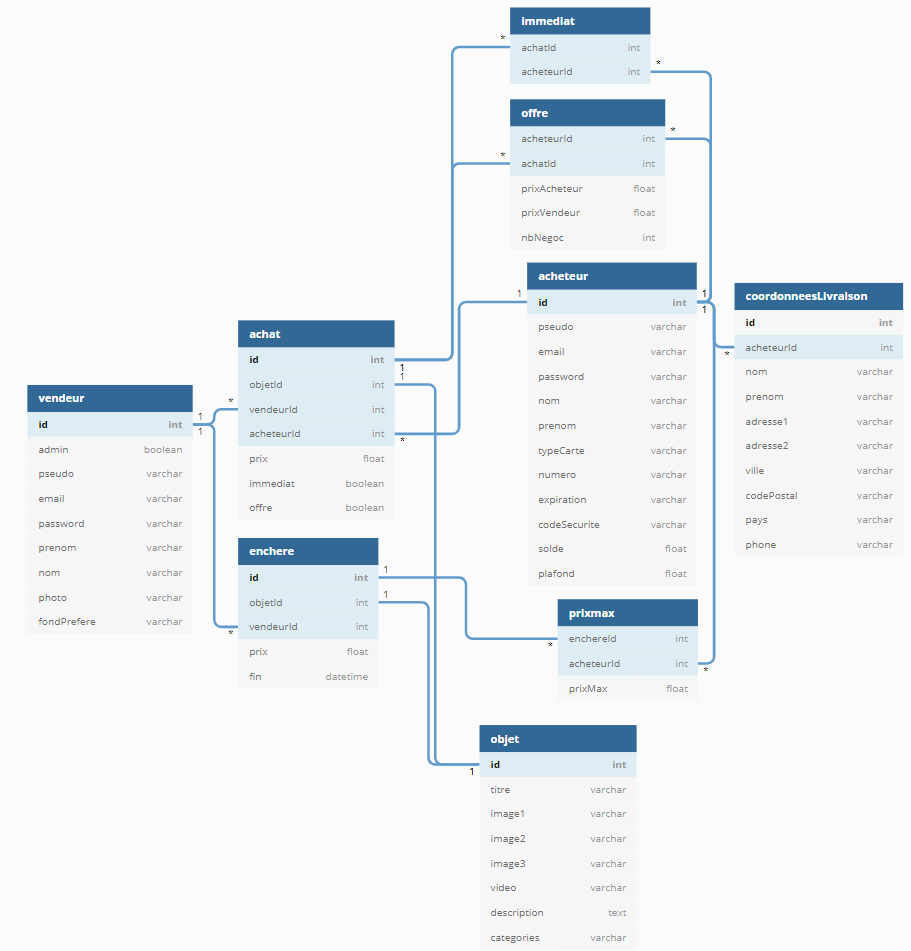 immediat
achatId int
acheteurId int
* *
offre
acheteurId int
achatId int
prixAcheteur float
prixVendeur float
nbNegoc int
* *
acheteur
id int
pseudo varchar
email varchar
password varchar
nom varchar
prenom varchar
typeCarte varchar
numero varchar
expiration varchar
codeSecurite varchar
solde float
plafond float
1 1
1
coordonneesLivraison
id int
acheteurId int
nom varchar
prenom varchar
adresse1 varchar
adresse2 varchar
ville varchar
codePostal varchar
pays varchar
phone varchar
*
achat
id int
objetId int
vendeurId int
acheteurId int
prix float
immediat boolean
offre boolean
1
1
* *
vendeur
id int
admin boolean
pseudo varchar
email varchar
password varchar
prenom varchar
nom varchar
photo varchar
fondPrefere varchar
1
1
enchere
id int
objetId int
vendeurId int
prix float
fin datetime
1
1
*
prixmax
enchereId int
acheteurId int
prixMax float
* *
objet
id int
titre varchar
image1 varchar
image2 varchar
image3 varchar
video varchar
description text
categories varchar
1